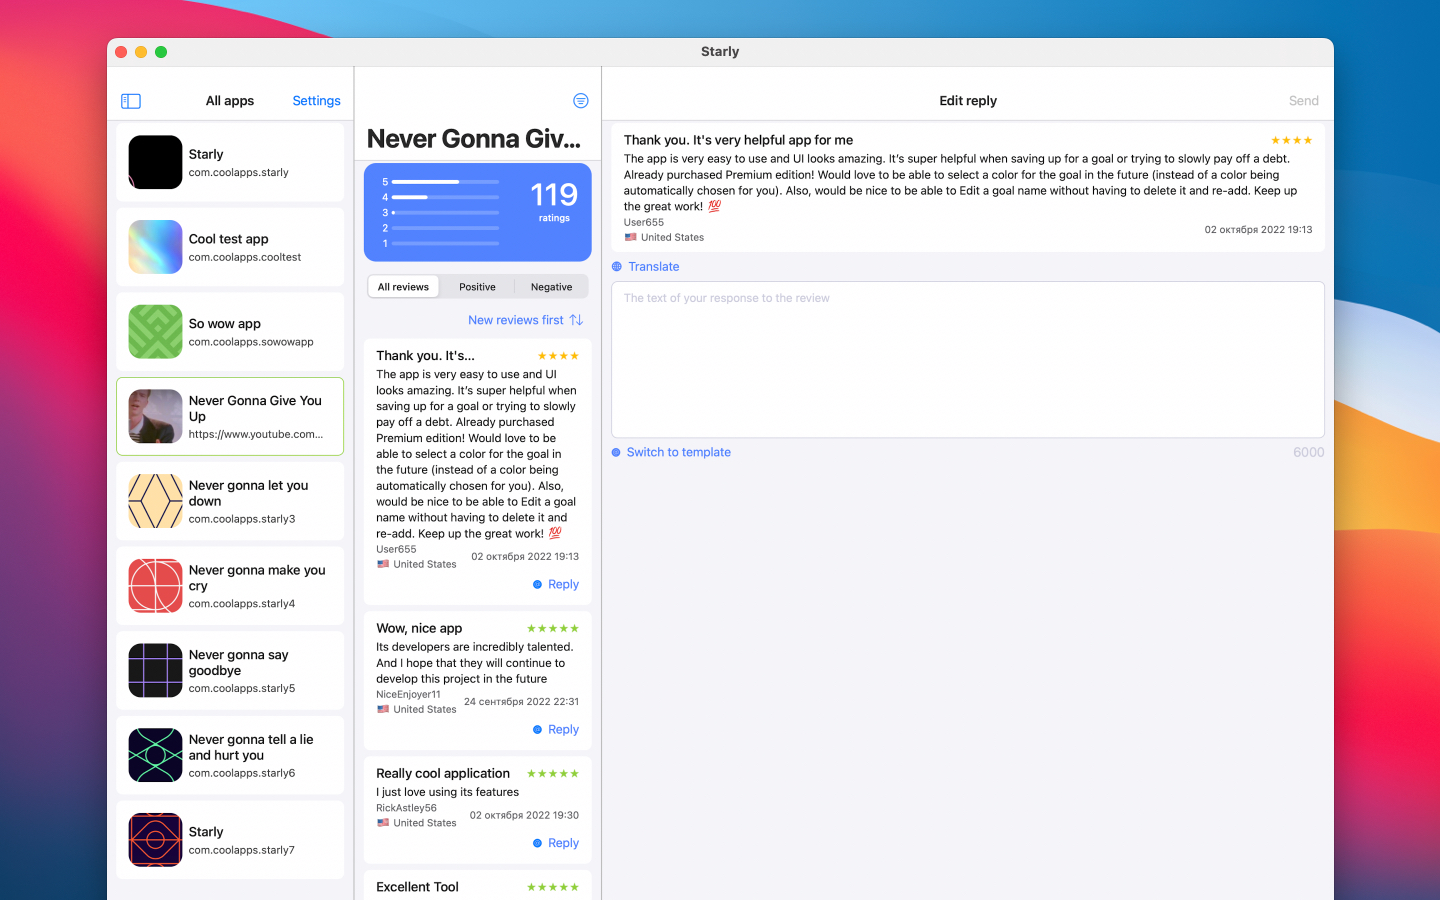 Starly
All apps
Settings
Starly
com.coolapps.starly
Cool test app
com.coolapps.cooltest
So wow app
com.coolapps.sowowapp
Never Gonna Give You
Up
https://www.youtube.com...
Never gonna let you
down
com.coolapps.starly3
Never gonna make you
cry
com.coolapps.starly4
Never gonna say
goodbye
com.coolapps.starly5
Never gonna tell a lie
and hurt you
com.coolapps.starly6
Starly
com.coolapps.starly7
Never Gonna Giv...
5
4
3
2
1
119
ratings
All reviews
Positive
Negative
New reviews first
Thank you. It's...
★★★★
The app is very easy to use and UI
looks amazing. It's super helpful when
saving up for a goal or trying to slowly
pay off a debt. Already purchased
Premium edition! Would love to be
able to select a color for the goal in
the future (instead of a color being
automatically chosen for you). Also,
would be nice to be able to Edit a goal
name without having to delete it and
re-add. Keep up the great work! 💯
User655
🇺🇸 United States
02 октября 2022 19:13
Reply
Wow, nice app
★★★★★
Its developers are incredibly talented.
And I hope that they will continue to
develop this project in the future
NiceEnjoyer11
🇺🇸 United States
24 сентября 2022 22:31
Reply
Really cool application
★★★★★
I just love using its features
RickAstley56
🇺🇸 United States
02 октября 2022 19:30
Reply
Excellent Tool
★★★★★
Edit reply
Send
Thank you. It's very helpful app for me
★★★★
The app is very easy to use and UI looks amazing. It's super helpful when saving up for a goal or trying to slowly pay off a debt.
Already purchased Premium edition! Would love to be able to select a color for the goal in the future (instead of a color being
automatically chosen for you). Also, would be nice to be able to Edit a goal name without having to delete it and re-add. Keep up
the great work! 💯
User655
🇺🇸 United States
02 октября 2022 19:13
Translate
The text of your response to the review
Switch to template
6000